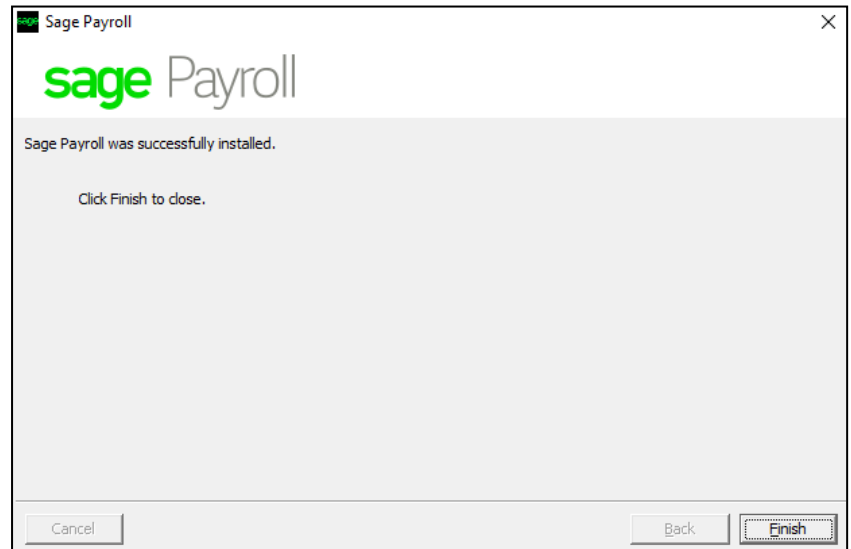 sage Sage Payroll
sage Payroll
Sage Payroll was successfully installed.
Click Finish to close.
Cancel Back Finish